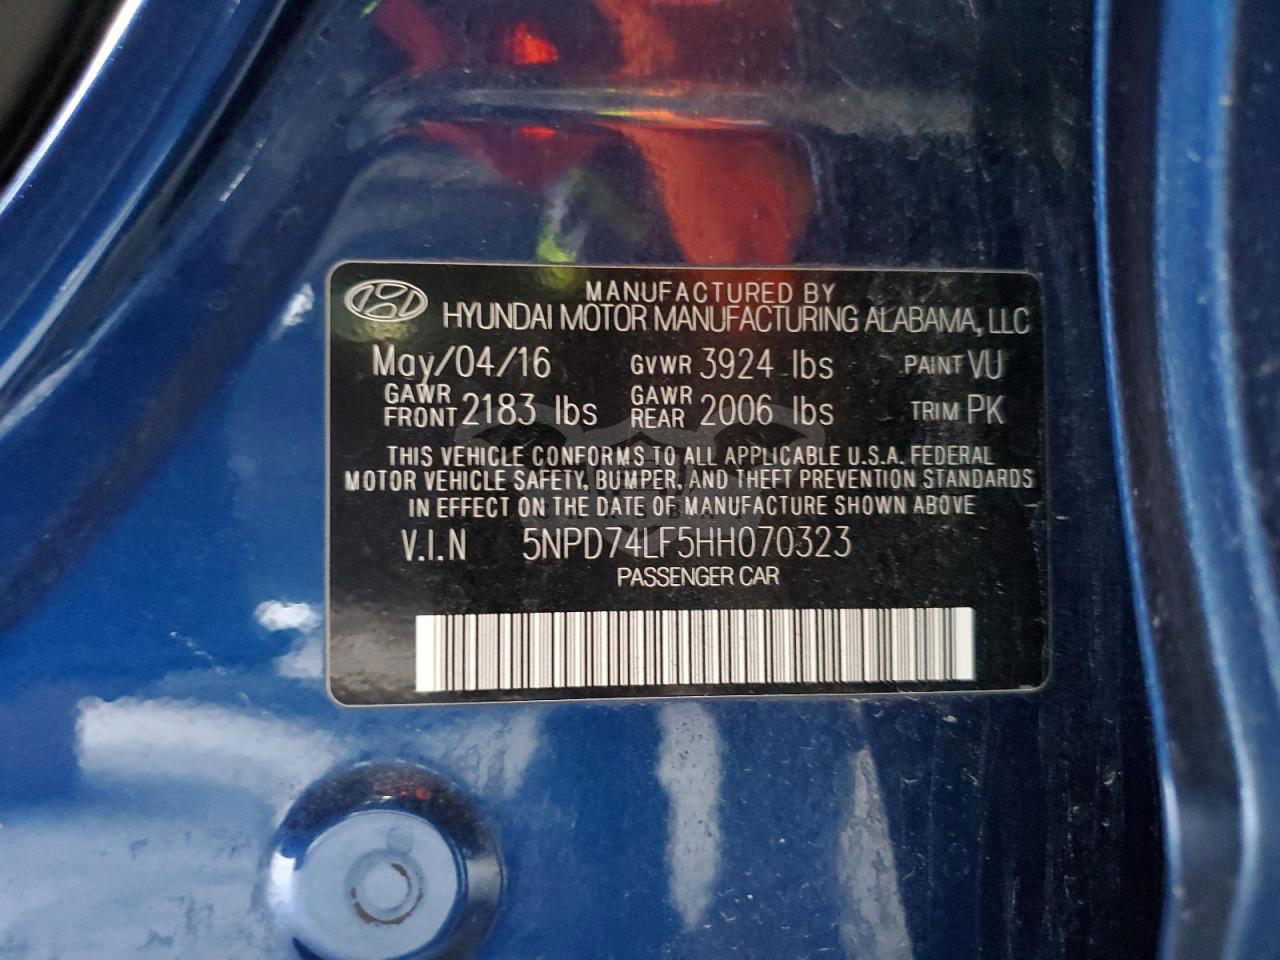 MANUFACTURED BY
HYUNDAI MOTOR MANUFACTURING ALABAMA, LLC
May/04/16 GVWR 3924 lbs PAINT VU
GAWR FRONT 2183 lbs GAWR REAR 2006 lbs TRIM PK
THIS VEHICLE CONFORMS TO ALL APPLICABLE U.S.A. FEDERAL
MOTOR VEHICLE SAFETY, BUMPER, AND THEFT PREVENTION STANDARDS
IN EFFECT ON THE DATE OF MANUFACTURE SHOWN ABOVE
V.I.N 5NPD74LF5HH070323
PASSENGER CAR